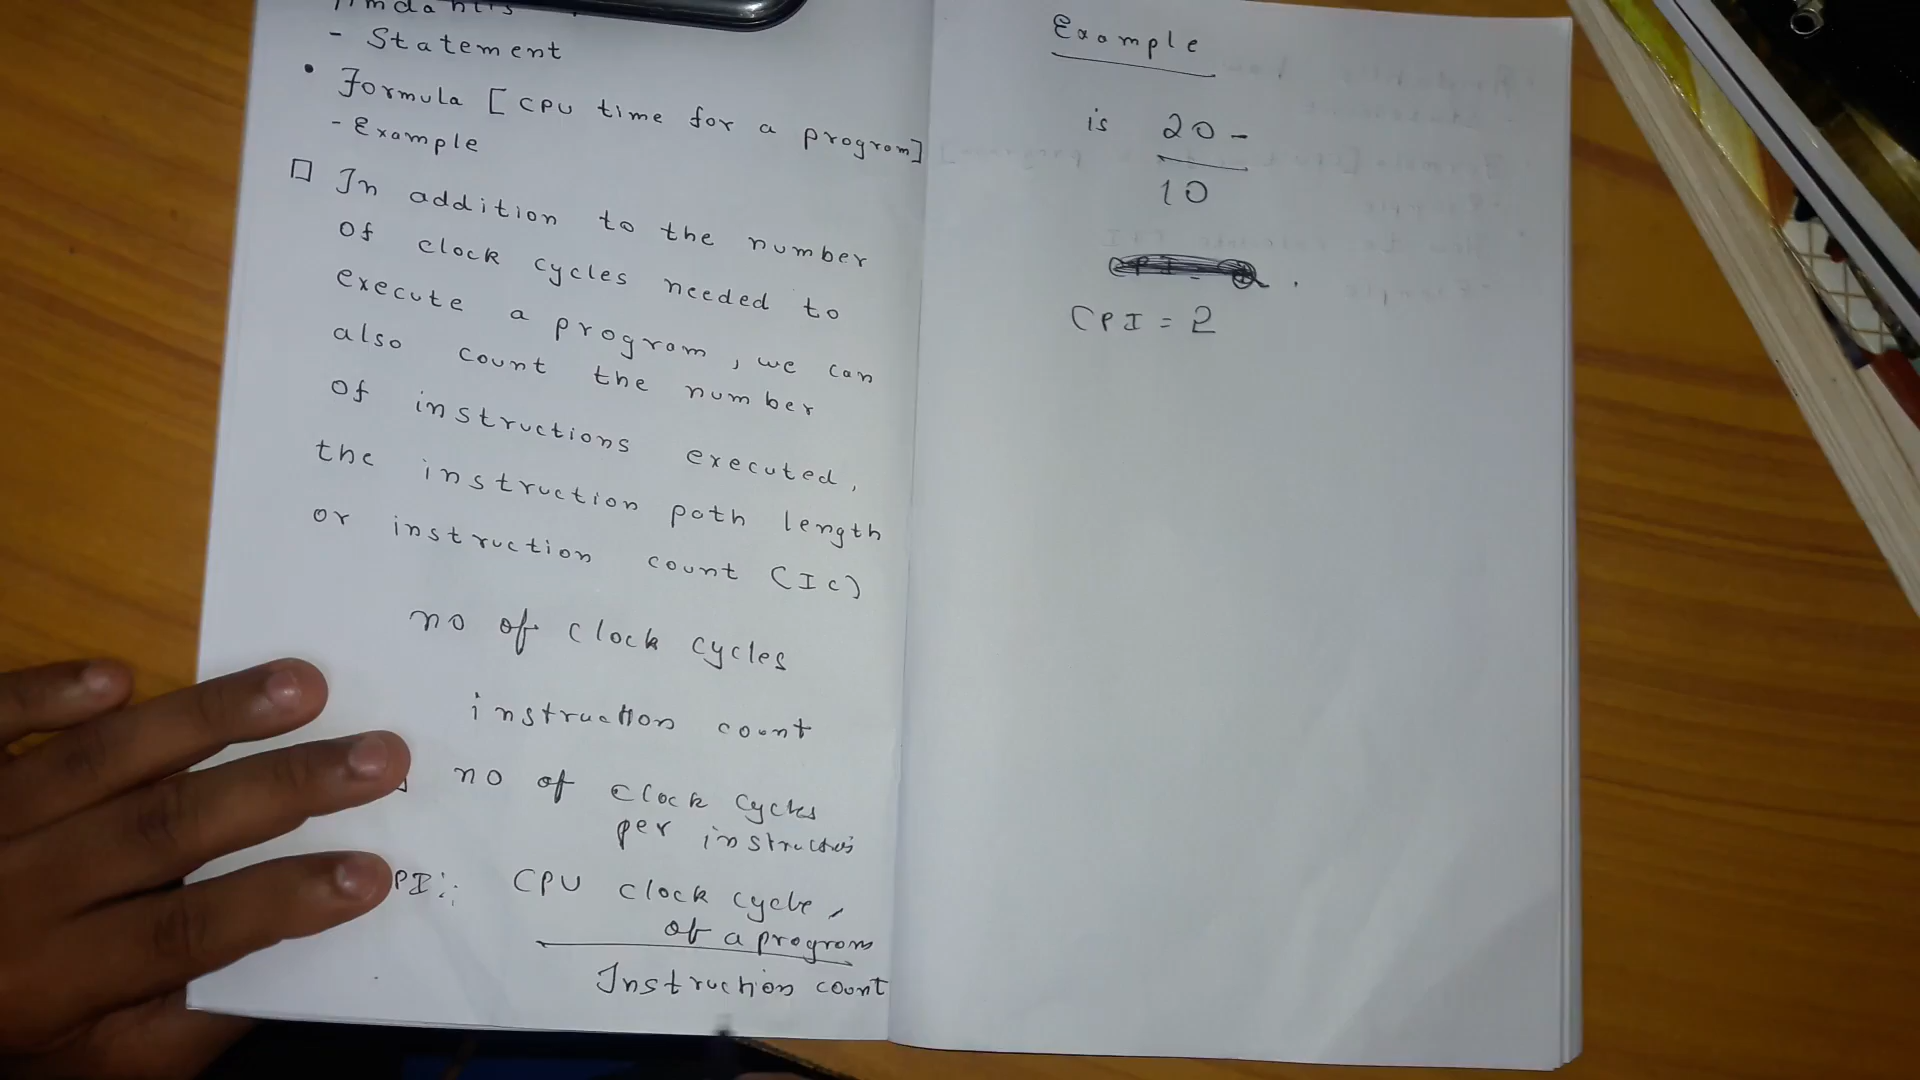 - Statement
• Formula [CPU time for a program]
- Example
□ In addition to the number
of clock cycles needed to
execute a program, we can
also count the number
of instructions executed,
the instruction path length
or instruction count (Ic)
no of clock cycles
instruction count
no of clock cycles
per instruction
PI:: CPU clock cycle,
of a program
Instruction count
Example
is 20 -
10
CPI = 2